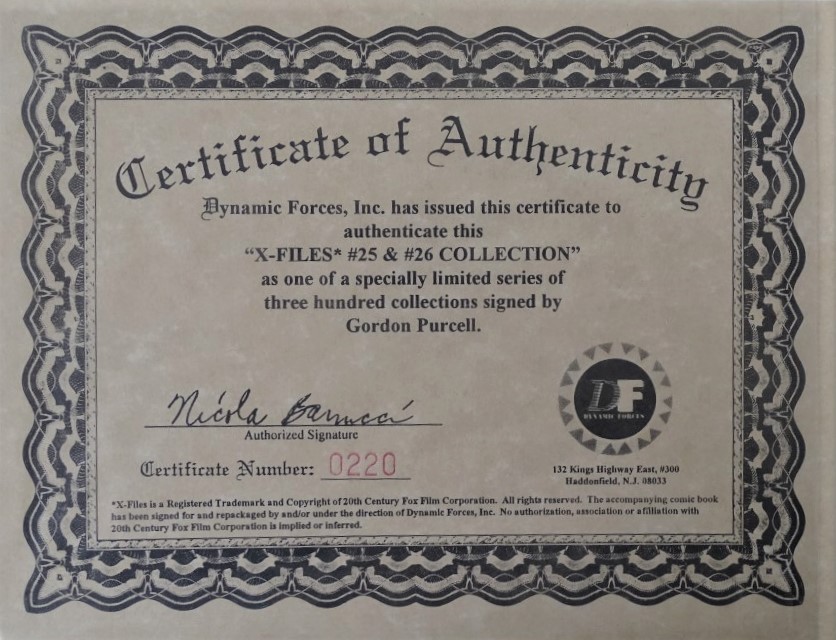 Certificate of Authenticity
Dynamic Forces, Inc. has issued this certificate to
authenticate this
“X-FILES* #25 & #26 COLLECTION”
as one of a specially limited series of
three hundred collections signed by
Gordon Purcell.
Nicola Barrucci
Authorized Signature
Certificate Number: 0220
DF
DYNAMIC FORCES
132 Kings Highway East, #300
Haddonfield, N.J. 08033
*X-Files is a Registered Trademark and Copyright of 20th Century Fox Film Corporation. All rights reserved. The accompanying comic book
has been signed for and repackaged by and/or under the direction of Dynamic Forces, Inc. No authorization, association or affiliation with
20th Century Fox Film Corporation is implied or inferred.